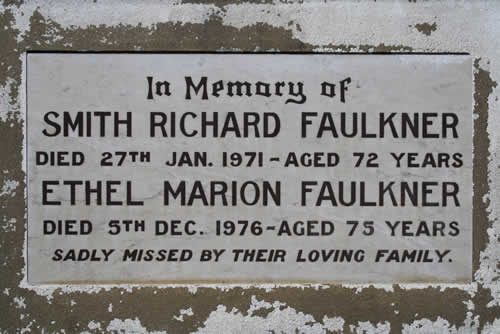 In Memory of
SMITH RICHARD FAULKNER
DIED 27TH JAN. 1971 - AGED 72 YEARS
ETHEL MARION FAULKNER
DIED 5TH DEC. 1976 - AGED 75 YEARS
SADLY MISSED BY THEIR LOVING FAMILY.